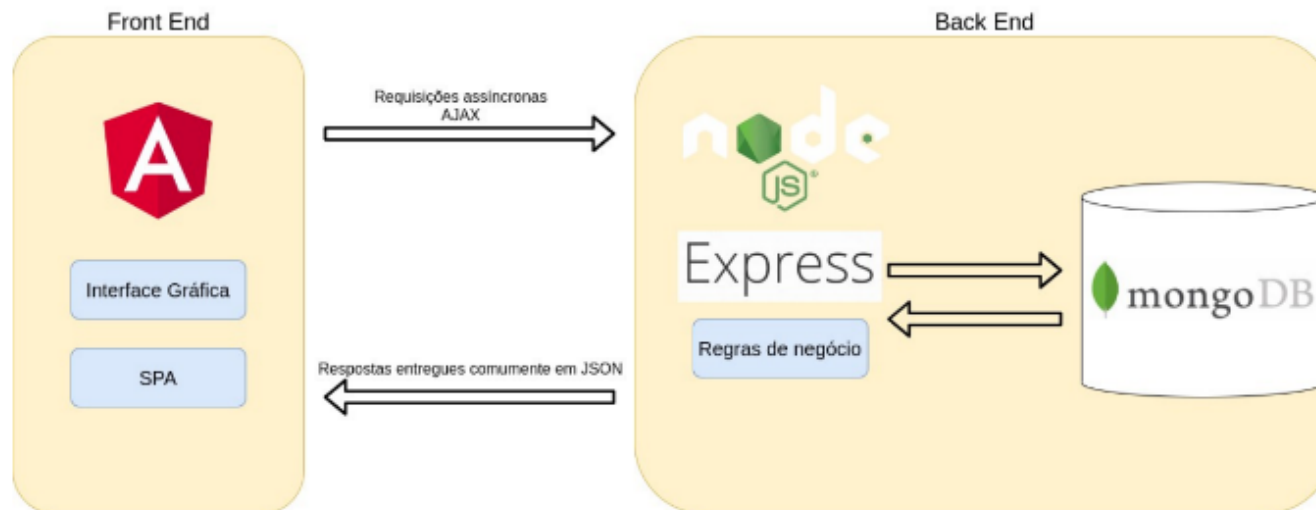 Front End
Back End
Requisições assíncronas
AJAX
node
JS
Express
mongoDB
Interface Gráfica
Regras de negócio
SPA
Respostas entregues comumente em JSON